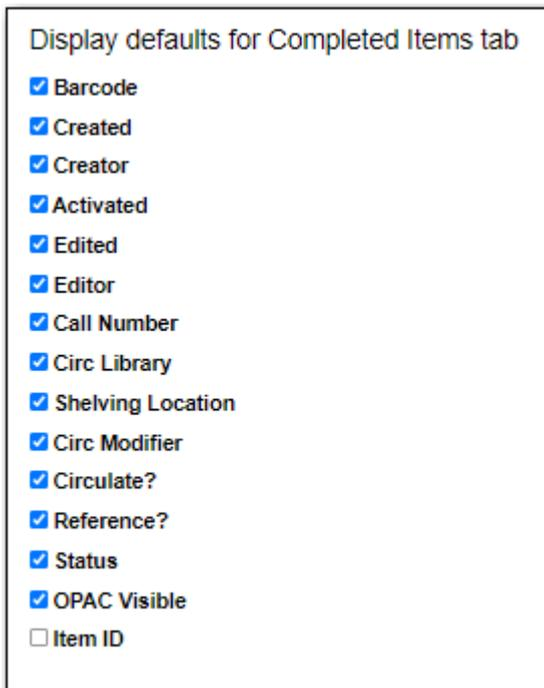 Display defaults for Completed Items tab
Barcode
Created
Creator
Activated
Edited
Editor
Call Number
Circ Library
Shelving Location
Circ Modifier
Circulate?
Reference?
Status
OPAC Visible
Item ID